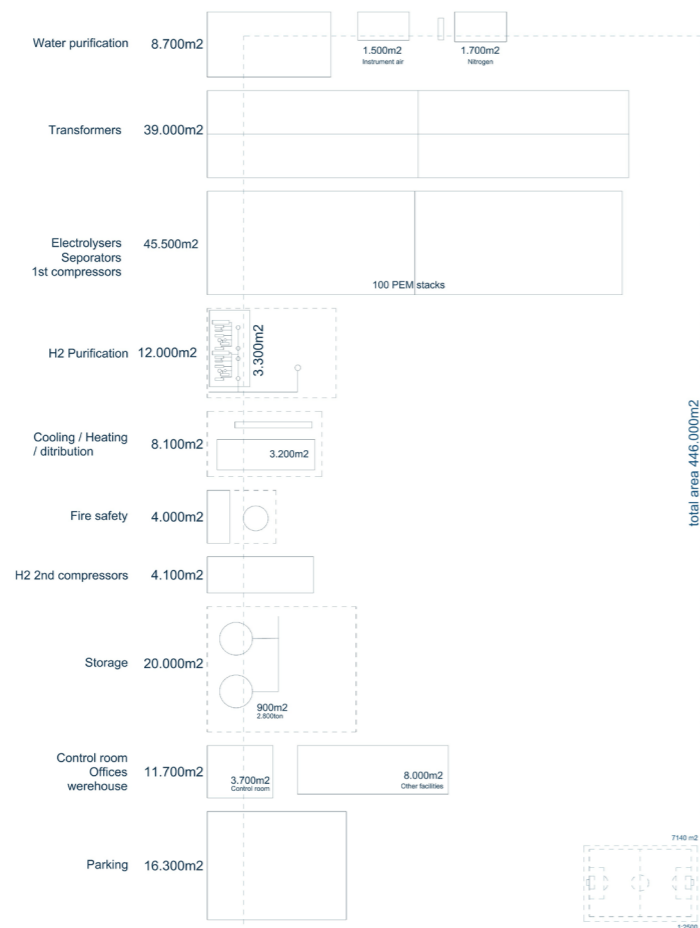 Water purification 8.700m2
1.500m2
Instrument air
1.700m2
Nitrogen
Transformers 39.000m2
Electrolysers
Seporators
1st compressors
45.500m2
100 PEM stacks
H2 Purification 12.000m2
3.300m2
Cooling / Heating
/ ditribution
8.100m2
3.200m2
total area 446.000m2
Fire safety 4.000m2
H2 2nd compressors 4.100m2
Storage 20.000m2
900m2
2,800ton
Control room
Offices
werehouse
11.700m2
3.700m2
Control room
8.000m2
Other facilities
Parking 16.300m2
7140 m2
1:2500